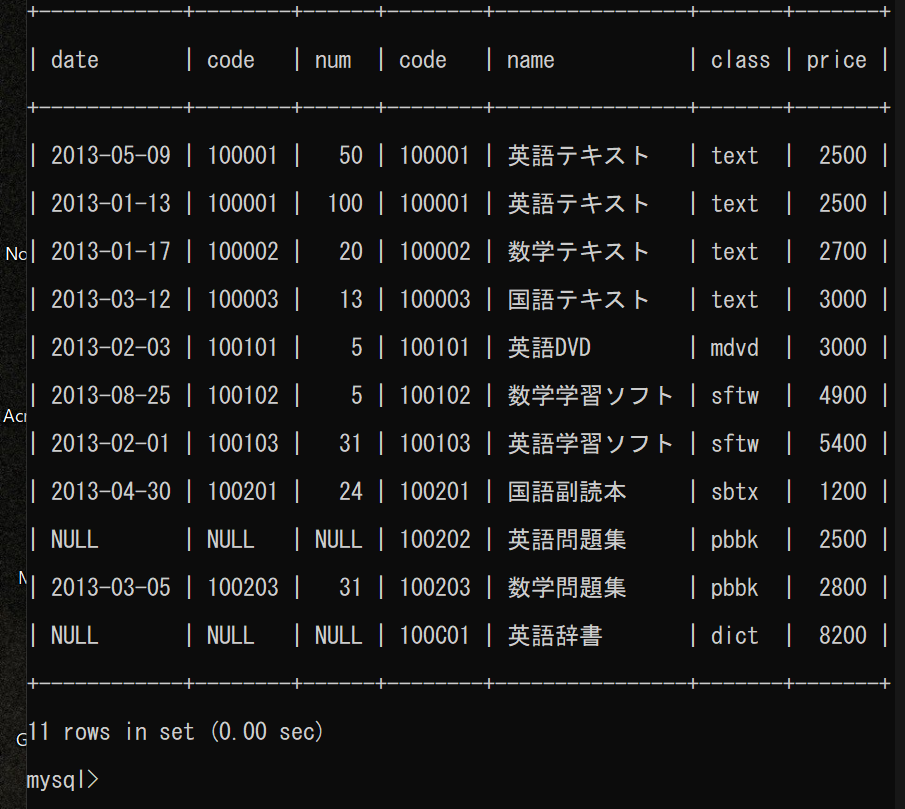 +------------+--------+------+--------+----------------+-------+-------+
| date       | code   | num  | code   | name           | class | price |
+------------+--------+------+--------+----------------+-------+-------+
| 2013-05-09 | 100001 |   50 | 100001 | 英語テキスト   | text  |  2500 |
| 2013-01-13 | 100001 |  100 | 100001 | 英語テキスト   | text  |  2500 |
| 2013-01-17 | 100002 |   20 | 100002 | 数学テキスト   | text  |  2700 |
| 2013-03-12 | 100003 |   13 | 100003 | 国語テキスト   | text  |  3000 |
| 2013-02-03 | 100101 |    5 | 100101 | 英語DVD        | mdvd  |  3000 |
| 2013-08-25 | 100102 |    5 | 100102 | 数学学習ソフト | sftw  |  4900 |
| 2013-02-01 | 100103 |   31 | 100103 | 英語学習ソフト | sftw  |  5400 |
| 2013-04-30 | 100201 |   24 | 100201 | 国語副読本     | sbtx  |  1200 |
| NULL       | NULL   | NULL | 100202 | 英語問題集     | pbbk  |  2500 |
| 2013-03-05 | 100203 |   31 | 100203 | 数学問題集     | pbbk  |  2800 |
| NULL       | NULL   | NULL | 100C01 | 英語辞書       | dict  |  8200 |
+------------+--------+------+--------+----------------+-------+-------+
11 rows in set (0.00 sec)
mysql>